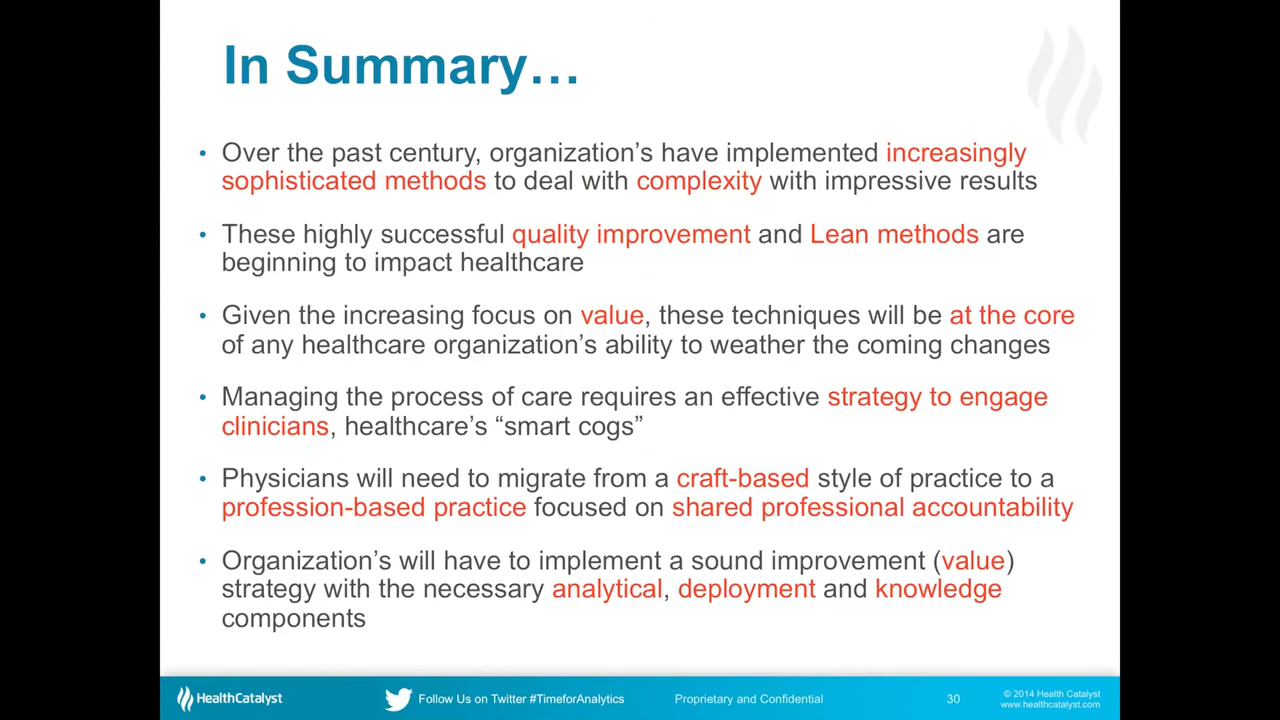 In Summary…
• Over the past century, organization’s have implemented increasingly
sophisticated methods to deal with complexity with impressive results
• These highly successful quality improvement and Lean methods are
beginning to impact healthcare
• Given the increasing focus on value, these techniques will be at the core
of any healthcare organization’s ability to weather the coming changes
• Managing the process of care requires an effective strategy to engage
clinicians, healthcare’s “smart cogs”
• Physicians will need to migrate from a craft-based style of practice to a
profession-based practice focused on shared professional accountability
• Organization’s will have to implement a sound improvement (value)
strategy with the necessary analytical, deployment and knowledge
components
HealthCatalyst
Follow Us on Twitter #TimeforAnalytics
Proprietary and Confidential
30
© 2014 Health Catalyst
www.healthcatalyst.com